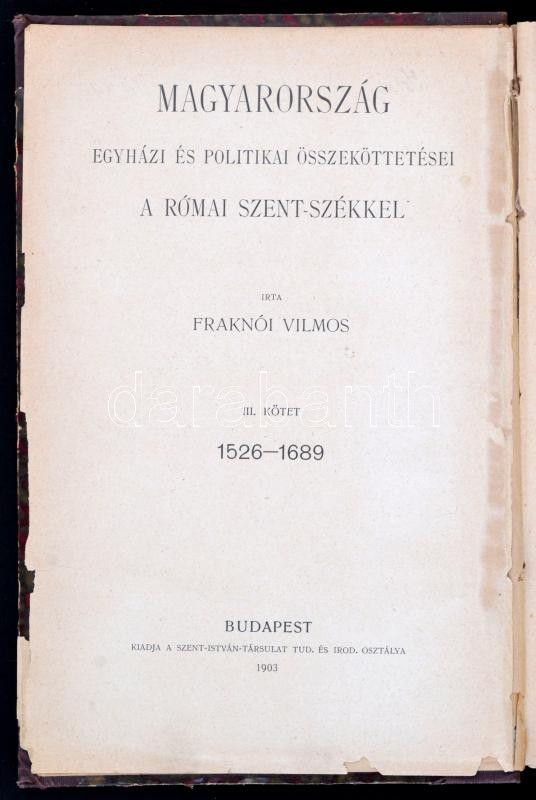 MAGYARORSZÁG
EGYHÁZI ÉS POLITIKAI ÖSSZEKÖTTETÉSEI
A RÓMAI SZENT-SZÉKKEL
IRTA
FRAKNÓI VILMOS
darabanth
III. KÖTET
1526—1689
BUDAPEST
KIADJA A SZENT-ISTVÁN-TÁRSULAT TUD. ÉS IROD. OSZTÁLYA
1903